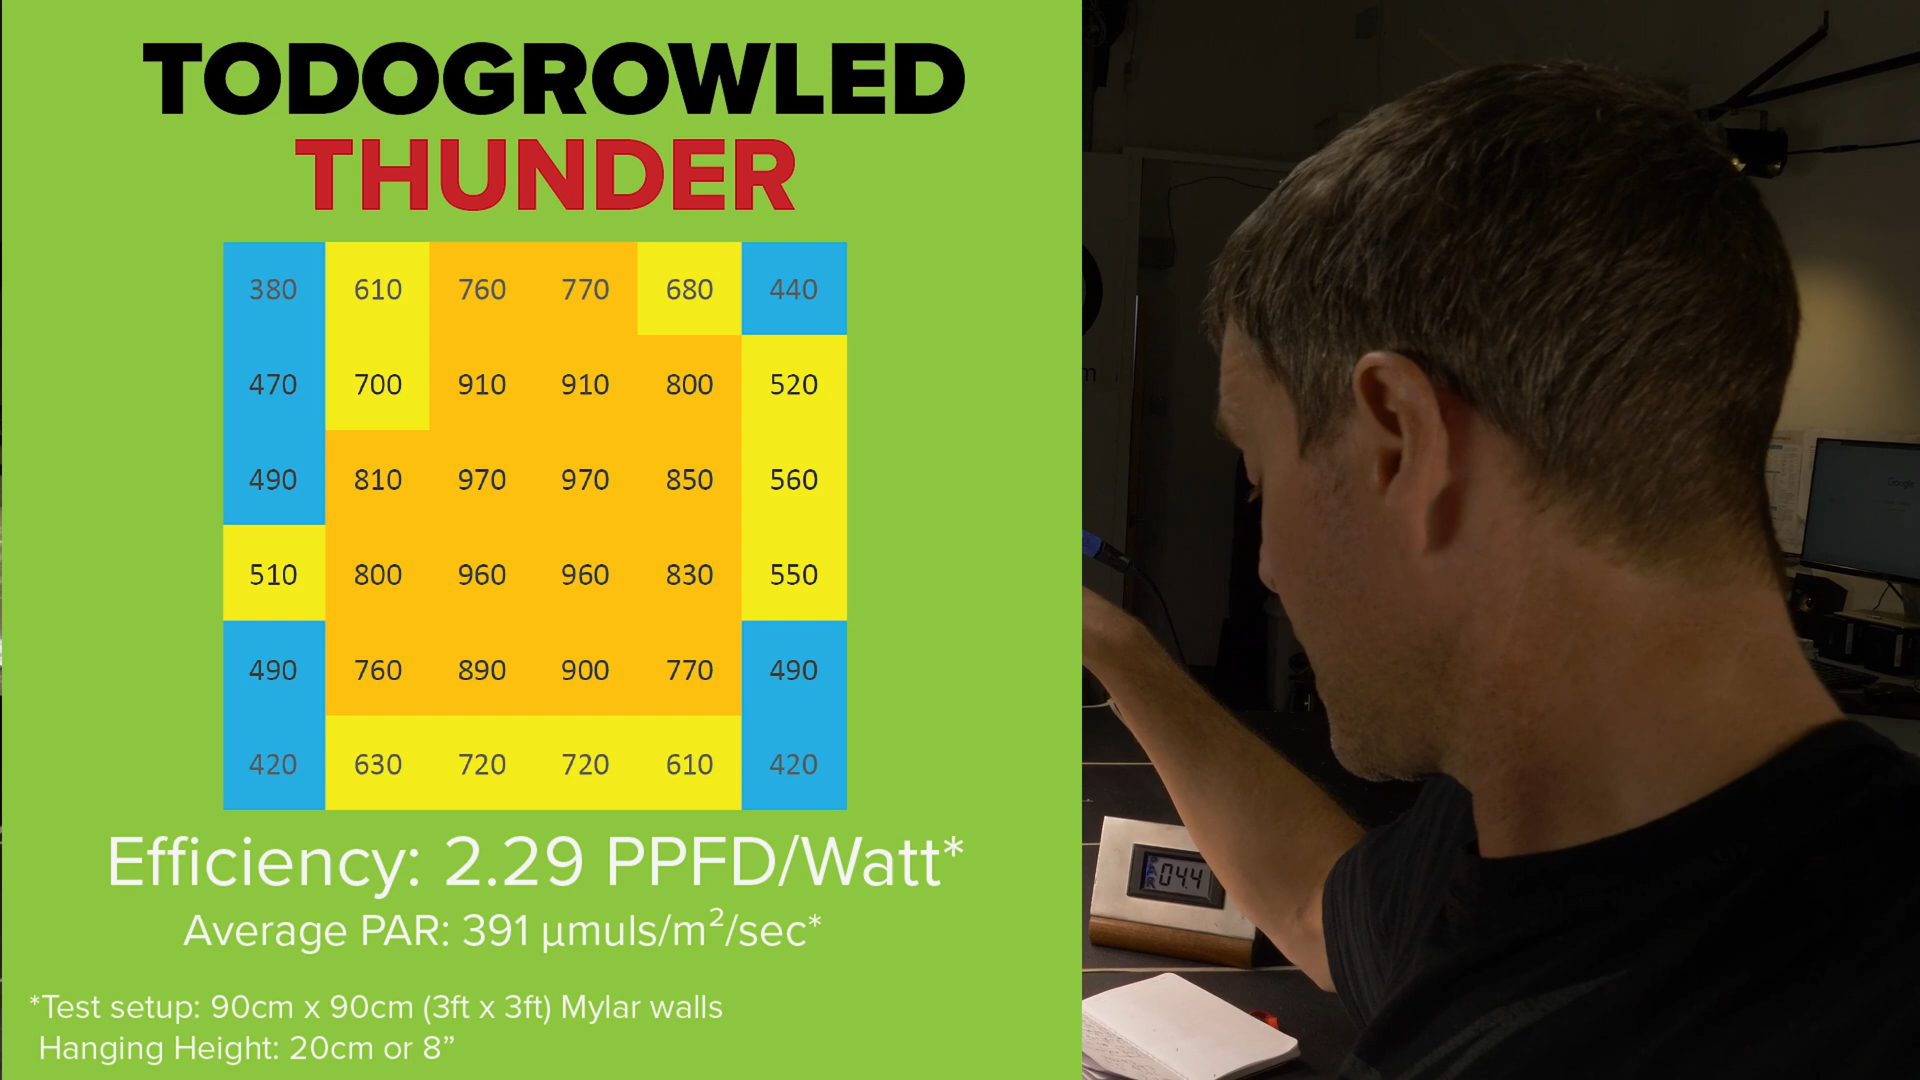 TODOGROWLED
THUNDER
380 610 760 770 680 440
470 700 910 910 800 520
490 810 970 970 850 560
510 800 960 960 830 550
490 760 890 900 770 490
420 630 720 720 610 420
Efficiency: 2.29 PPFD/Watt*
Average PAR: 391 µmuls/m²/sec*
*Test setup: 90cm x 90cm (3ft x 3ft) Mylar walls
Hanging Height: 20cm or 8”
m
Google
04.4